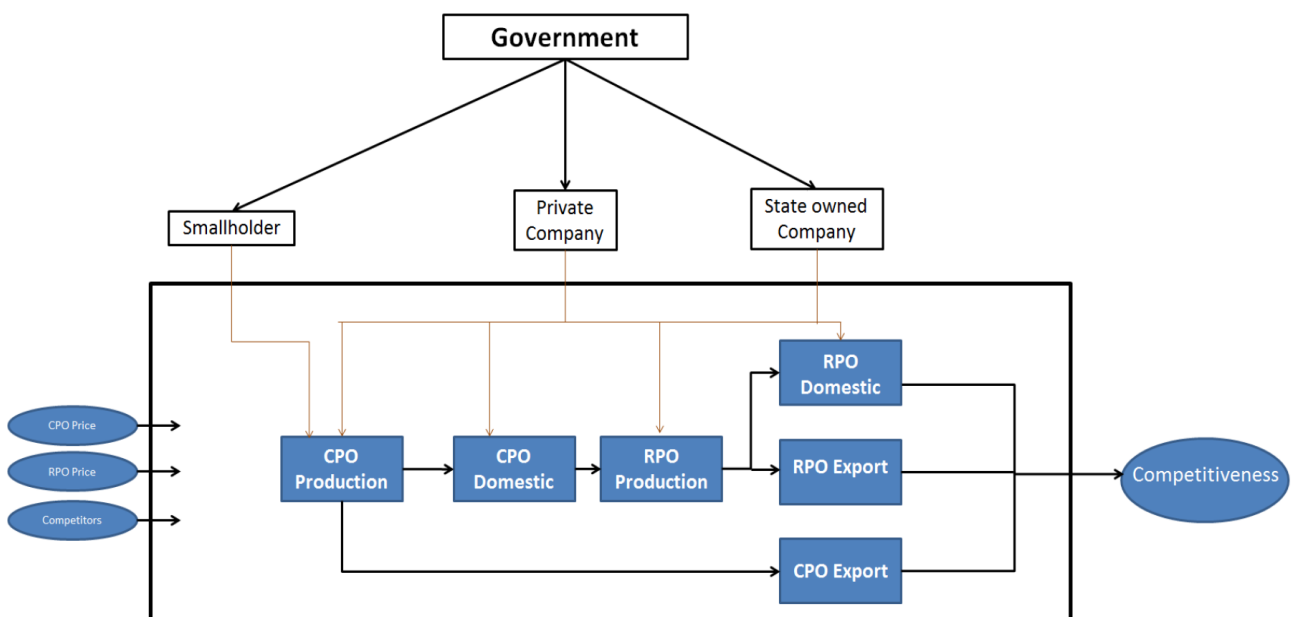 Government
Smallholder
Private
Company
State owned
Company
RPO
Domestic
CPO Price
RPO Price
Competitors
CPO
Production
CPO
Domestic
RPO
Production
RPO Export
CPO Export
Competitiveness